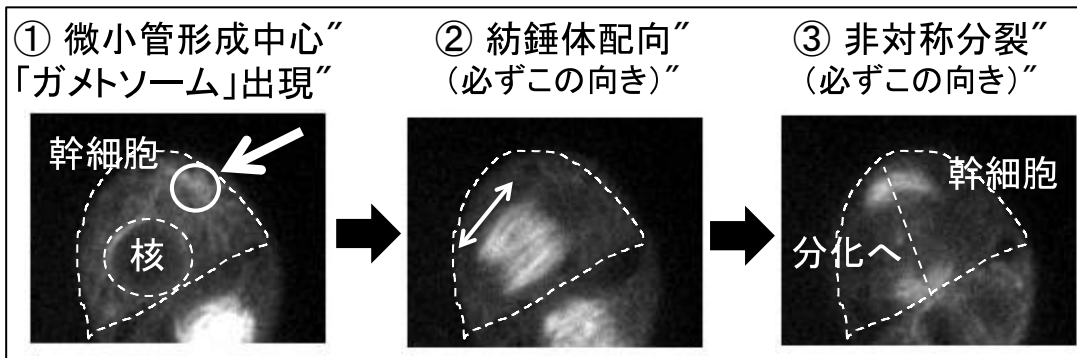 ① 微小管形成中心”
「ガメトソーム」出現”
② 紡錘体配向”
(必ずこの向き)”
③ 非対称分裂”
(必ずこの向き)”
幹細胞
核
幹細胞
分化へ